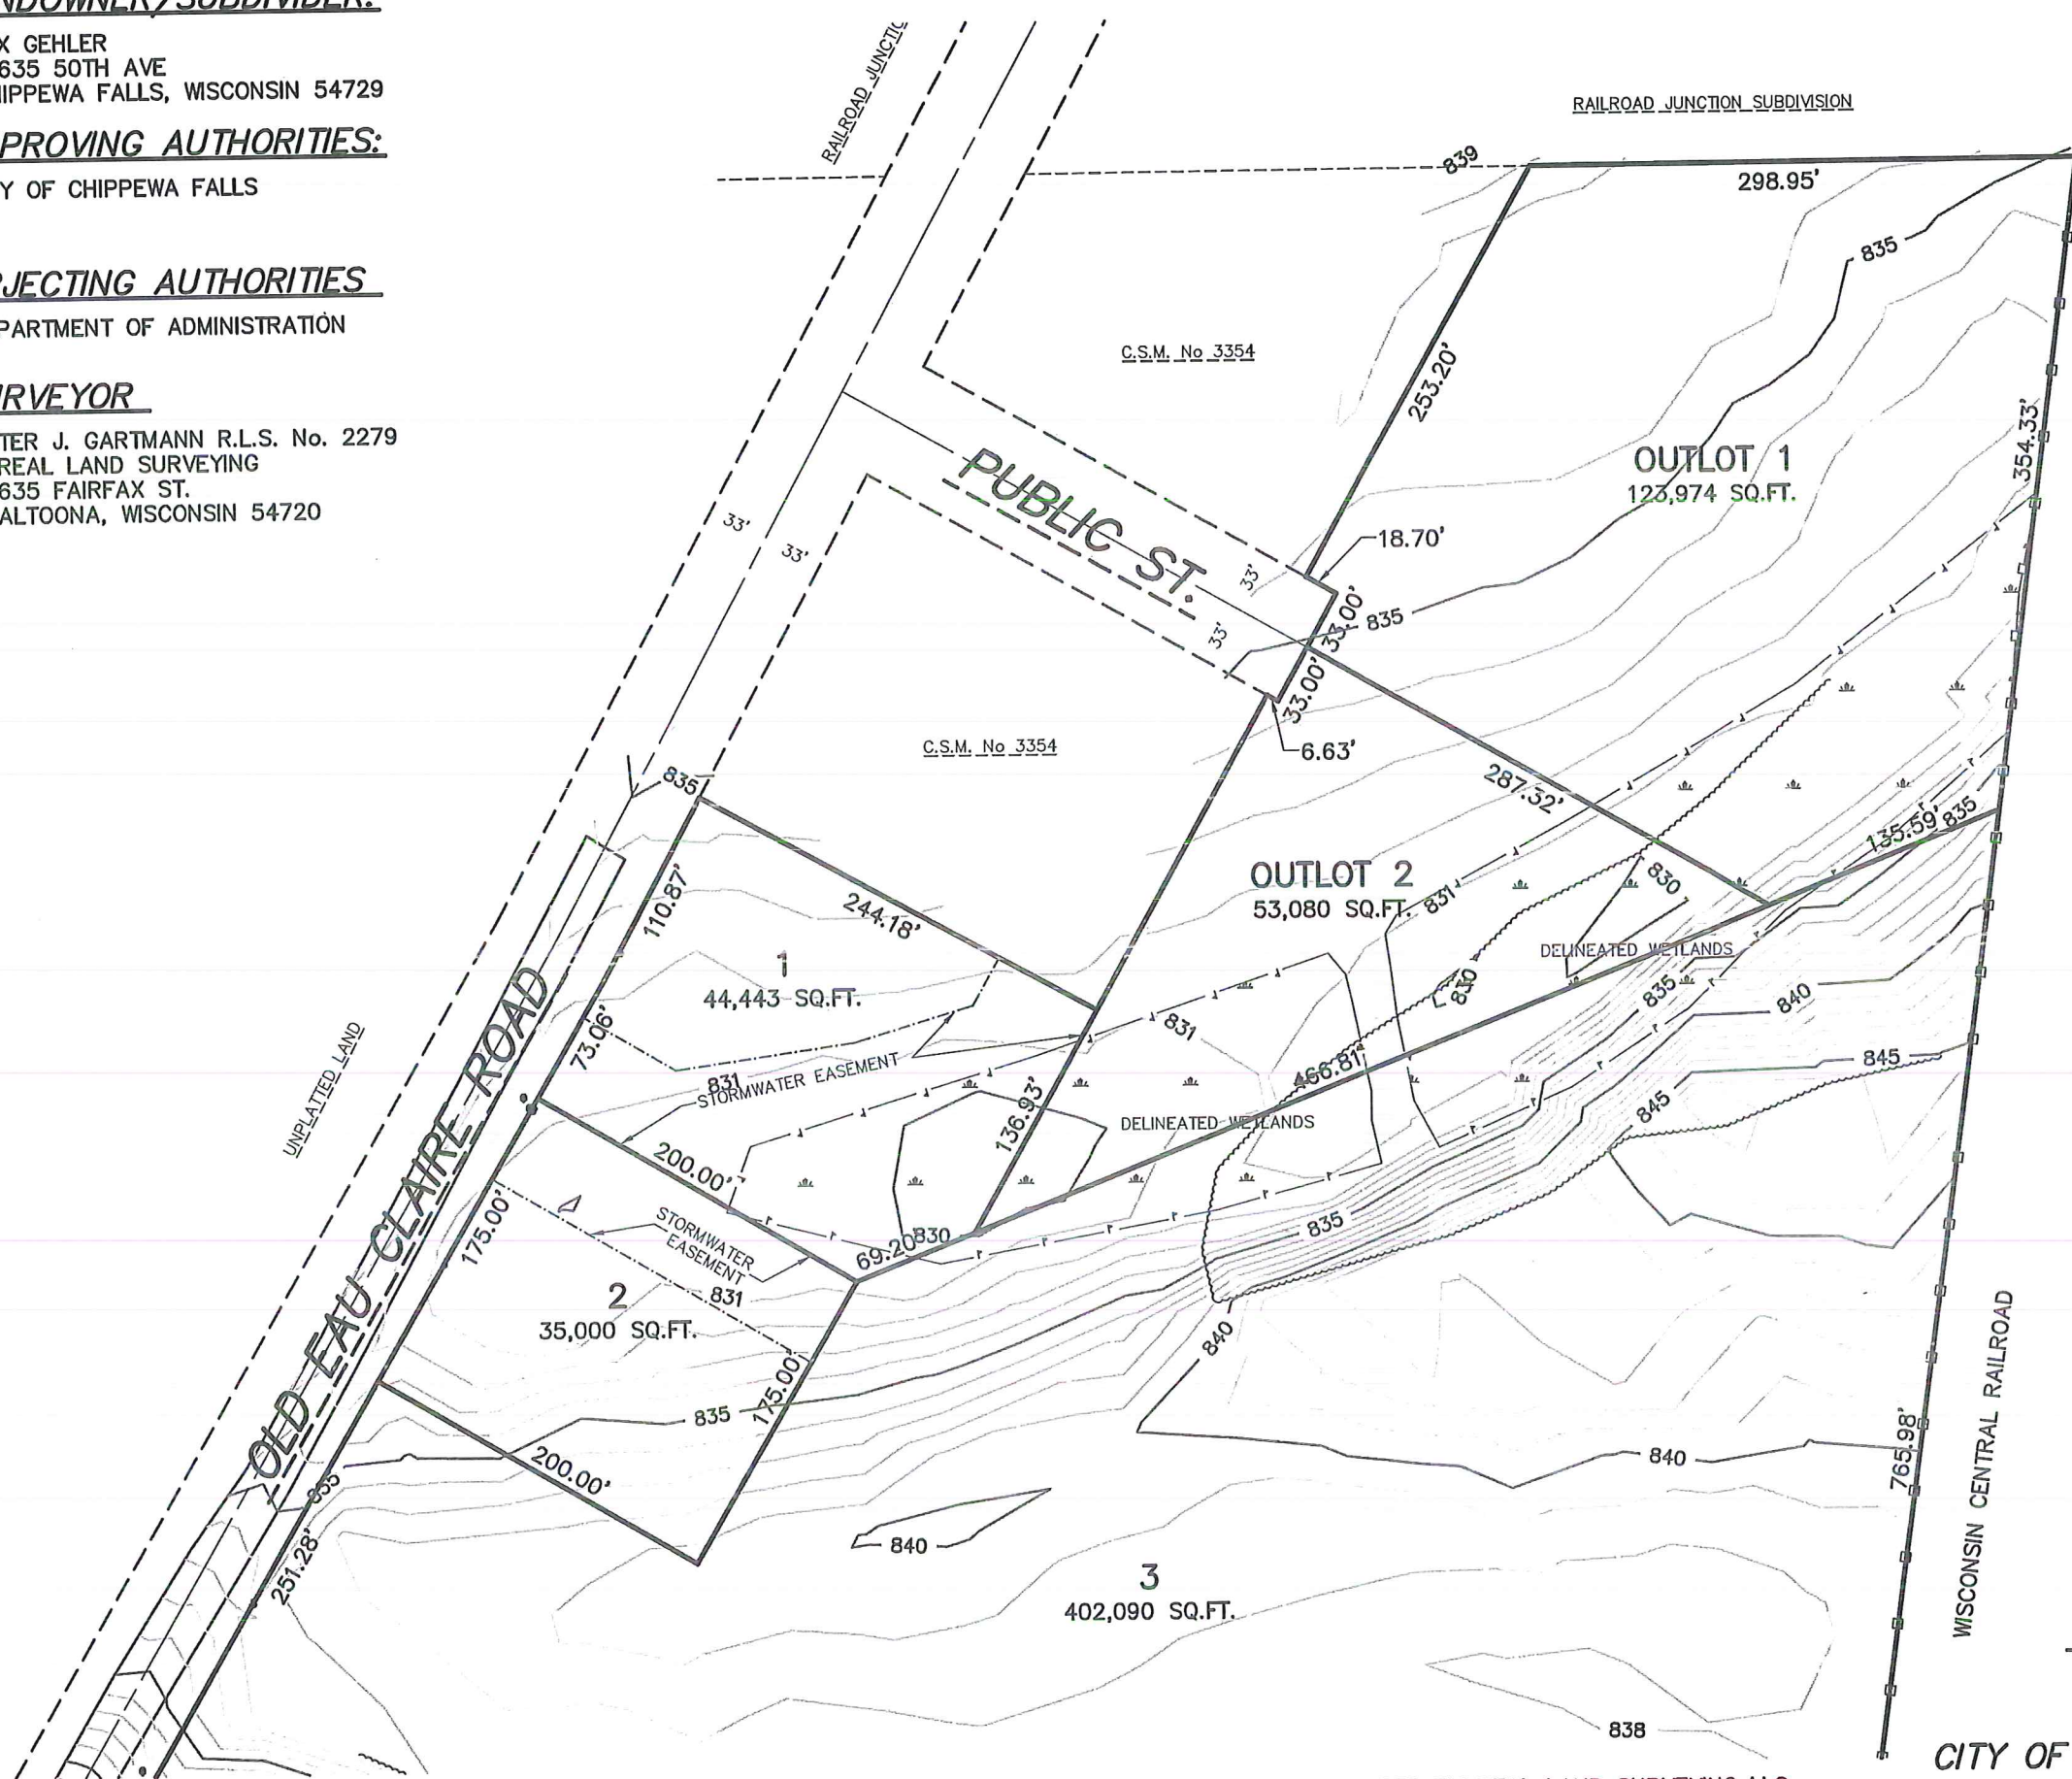 NDOWNER/SUBDIVIDER:
X GEHLER
635 50TH AVE
HIPPEWA FALLS, WISCONSIN 54729
PROVING AUTHORITIES:
Y OF CHIPPEWA FALLS
JECTING AUTHORITIES
PARTMENT OF ADMINISTRATION
RVEYOR
TER J. GARTMANN R.L.S. No. 2279
REAL LAND SURVEYING
635 FAIRFAX ST.
ALTOONA, WISCONSIN 54720
RAILROAD JUNCTIO
RAILROAD JUNCTION SUBDIVISION
839
298.95'
835
C.S.M. No 3354
253.20'
354.33'
OUTLOT 1
123,974 SQ.FT.
PUBLIC ST.
33'
33'
18.70'
33'
33'
33.00'
835
33.00'
6.63'
C.S.M. No 3354
835
287.32'
135.59'
835
110.87'
244.18'
OUTLOT 2
53,080 SQ.FT.
831
830
DELINEATED WETLANDS
1
44,443 SQ.FT.
830
835
840
73.06'
831
831
STORMWATER EASEMENT
466.81'
845
845
136.93'
DELINEATED WETLANDS
UNPLATTED LAND
OLD EAU CLAIRE ROAD
200.00'
175.00'
STORMWATER
EASEMENT
69.20'
830
835
2
35,000 SQ.FT.
831
840
175.00'
835
200.00'
835
840
765.98'
WISCONSIN CENTRAL RAILROAD
251.28'
840
3
402,090 SQ.FT.
838
CITY OF